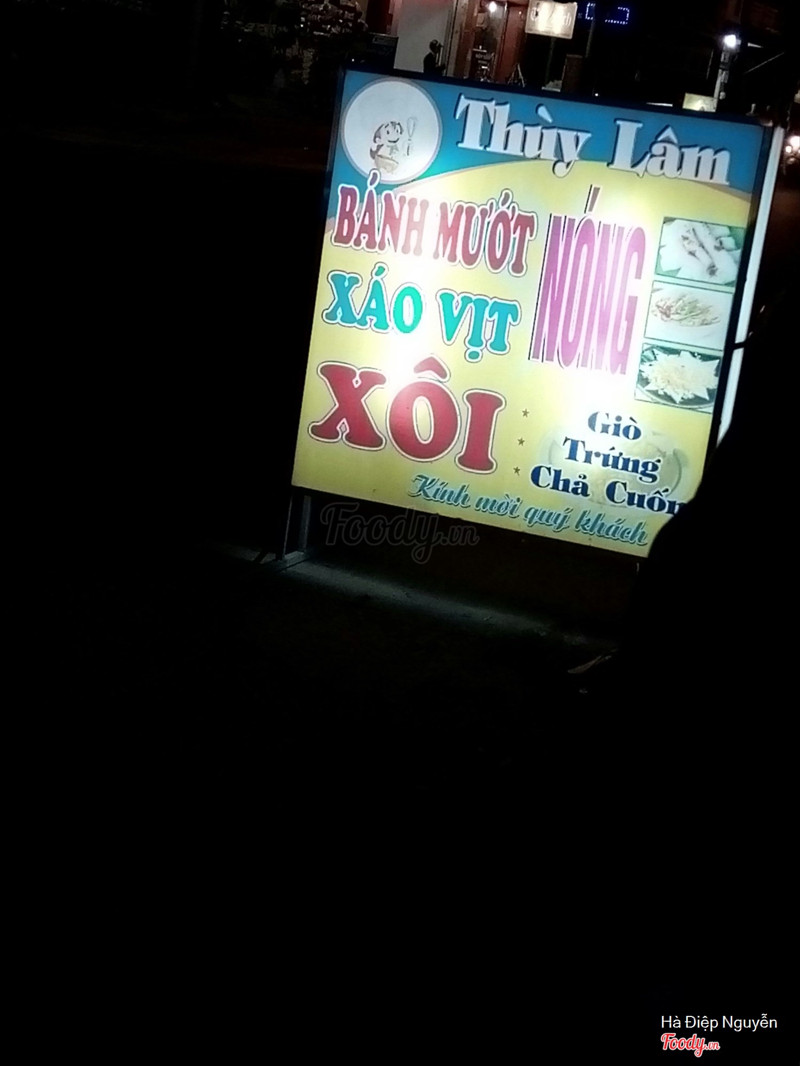 Thùy Lâm
BÁNH MƯỚT
NÓNG
XÁO VỊT
XÔI
Giò
Trứng
Chả Cuốn
Kính mời quý khách
Foody.vn
Hà Điệp Nguyễn
Foody.vn